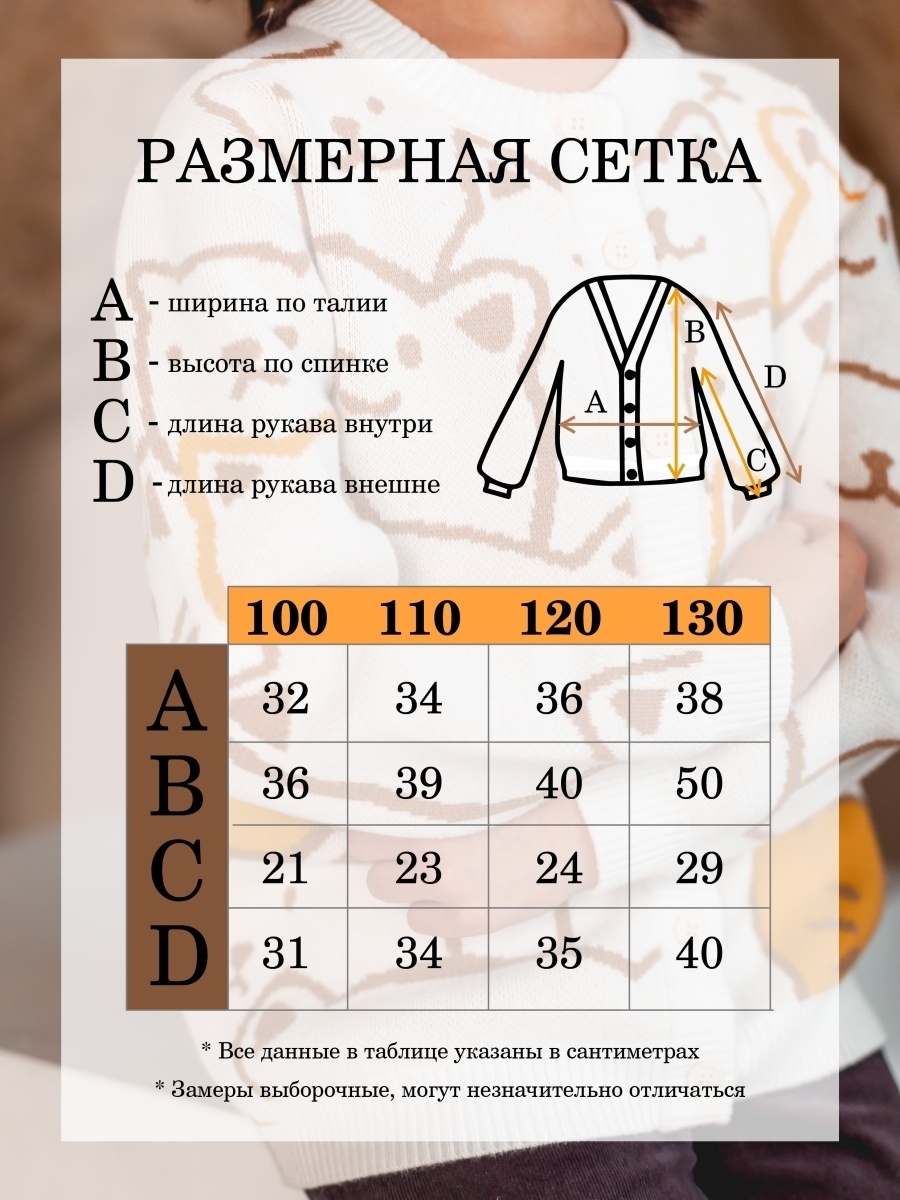 РАЗМЕРНАЯ СЕТКА
A - ширина по талии
B - высота по спинке
C - длина рукава внутри
D - длина рукава внешне
B
D
A
C
100 110 120 130
A 32 34 36 38
B 36 39 40 50
C 21 23 24 29
D 31 34 35 40
* Все данные в таблице указаны в сантиметрах
* Замеры выборочные, могут незначительно отличаться